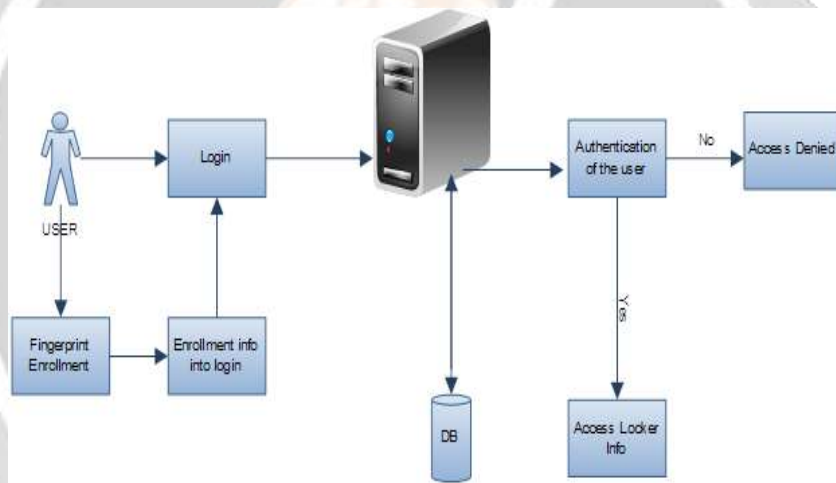 Login
Authentication
of the user
No
Access Denied
USER
Yes
Fingerprint
Enrollment
Enrollment info
into login
DB
Access Locker
Info